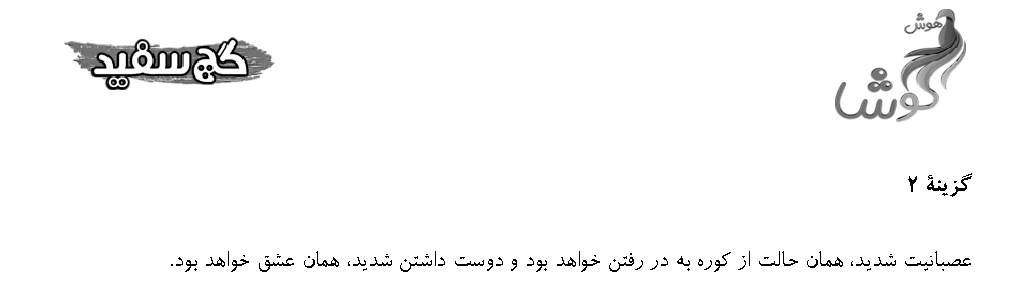 هوش
گوشا
گچ سفید
گزینهٔ ۲
عصبانیت شدید، همان حالت از کوره به در رفتن خواهد بود و دوست داشتن شدید، همان عشق خواهد بود.